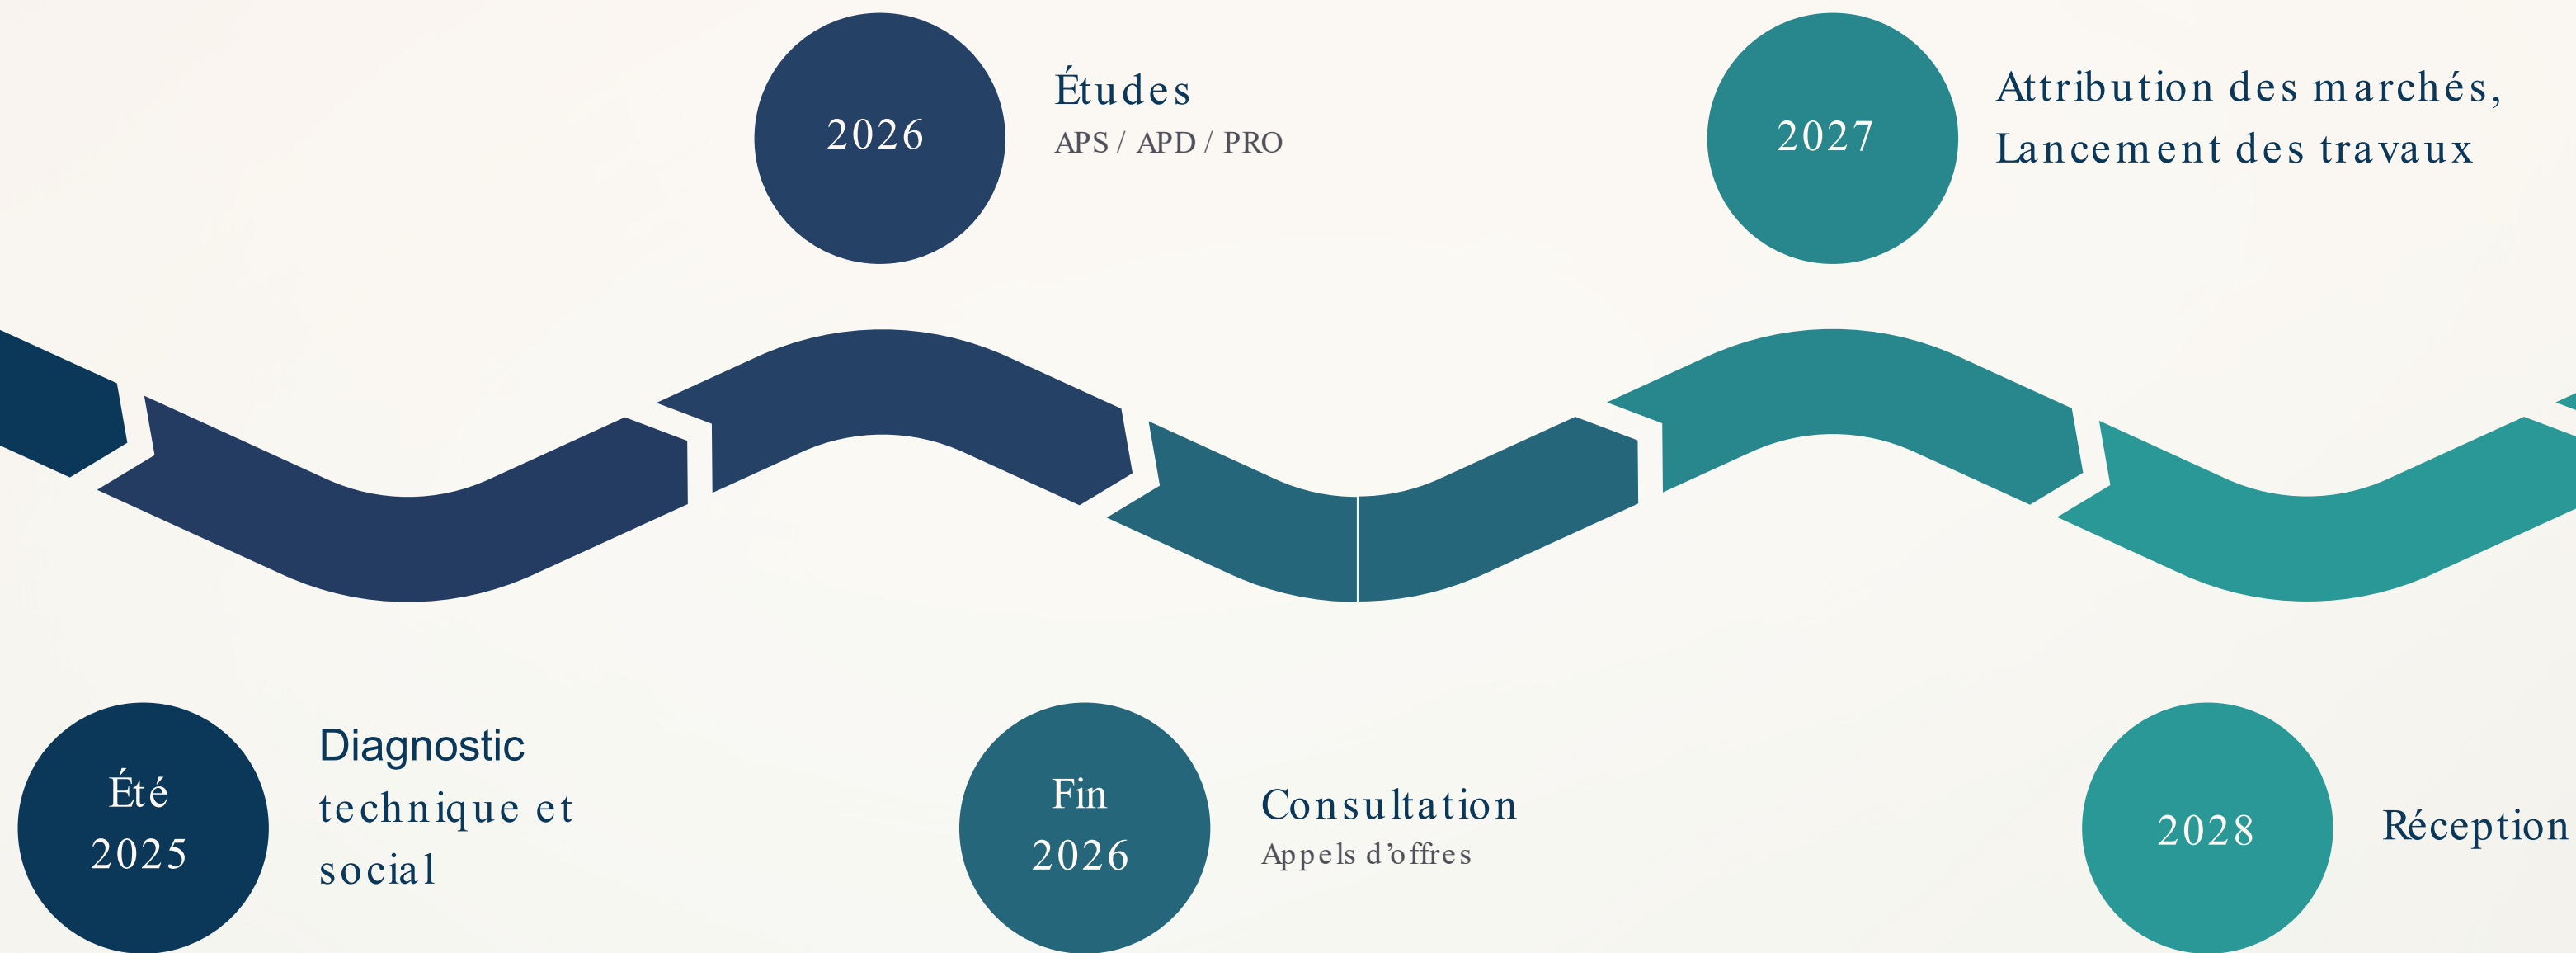 2026
Études
APS / APD / PRO
2027
Attribution des marchés,
Lancement des travaux
Été
2025
Diagnostic
technique et
social
Fin
2026
Consultation
Appels d’offres
2028
Réception